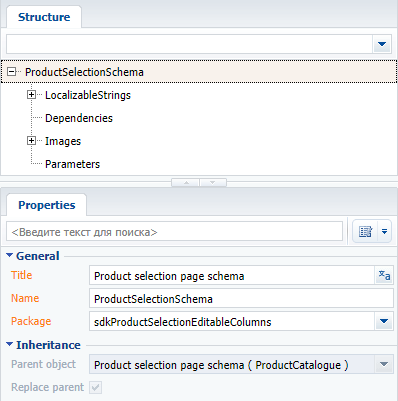 Structure
ProductSelectionSchema
LocalizableStrings
Dependencies
Images
Parameters
Properties
<Введите текст для поиска>
General
Title Product selection page schema
Name ProductSelectionSchema
Package sdkProductSelectionEditableColumns
Inheritance
Parent object Product selection page schema ( ProductCatalogue )
Replace parent